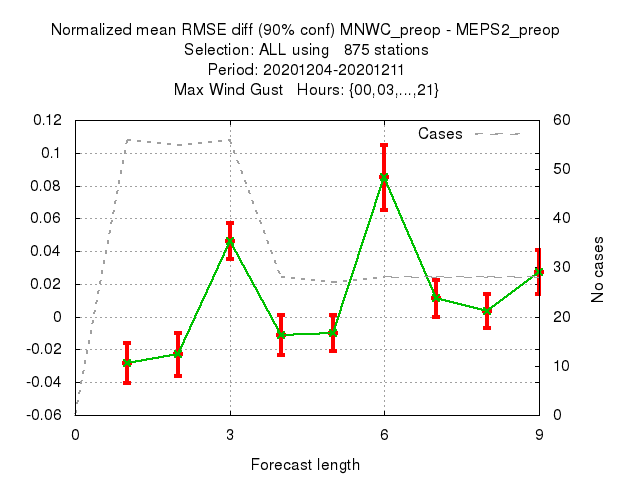 Normalized mean RMSE diff (90% conf) MNWC_preop - MEPS2_preop
Selection: ALL using 875 stations
Period: 20201204-20201211
Max Wind Gust Hours: {00,03,...,21}
0.12
0.1
0.08
0.06
0.04
0.02
0
-0.02
-0.04
-0.06
Cases
60
50
40
30
20
10
0
No cases
0 3 6 9
Forecast length